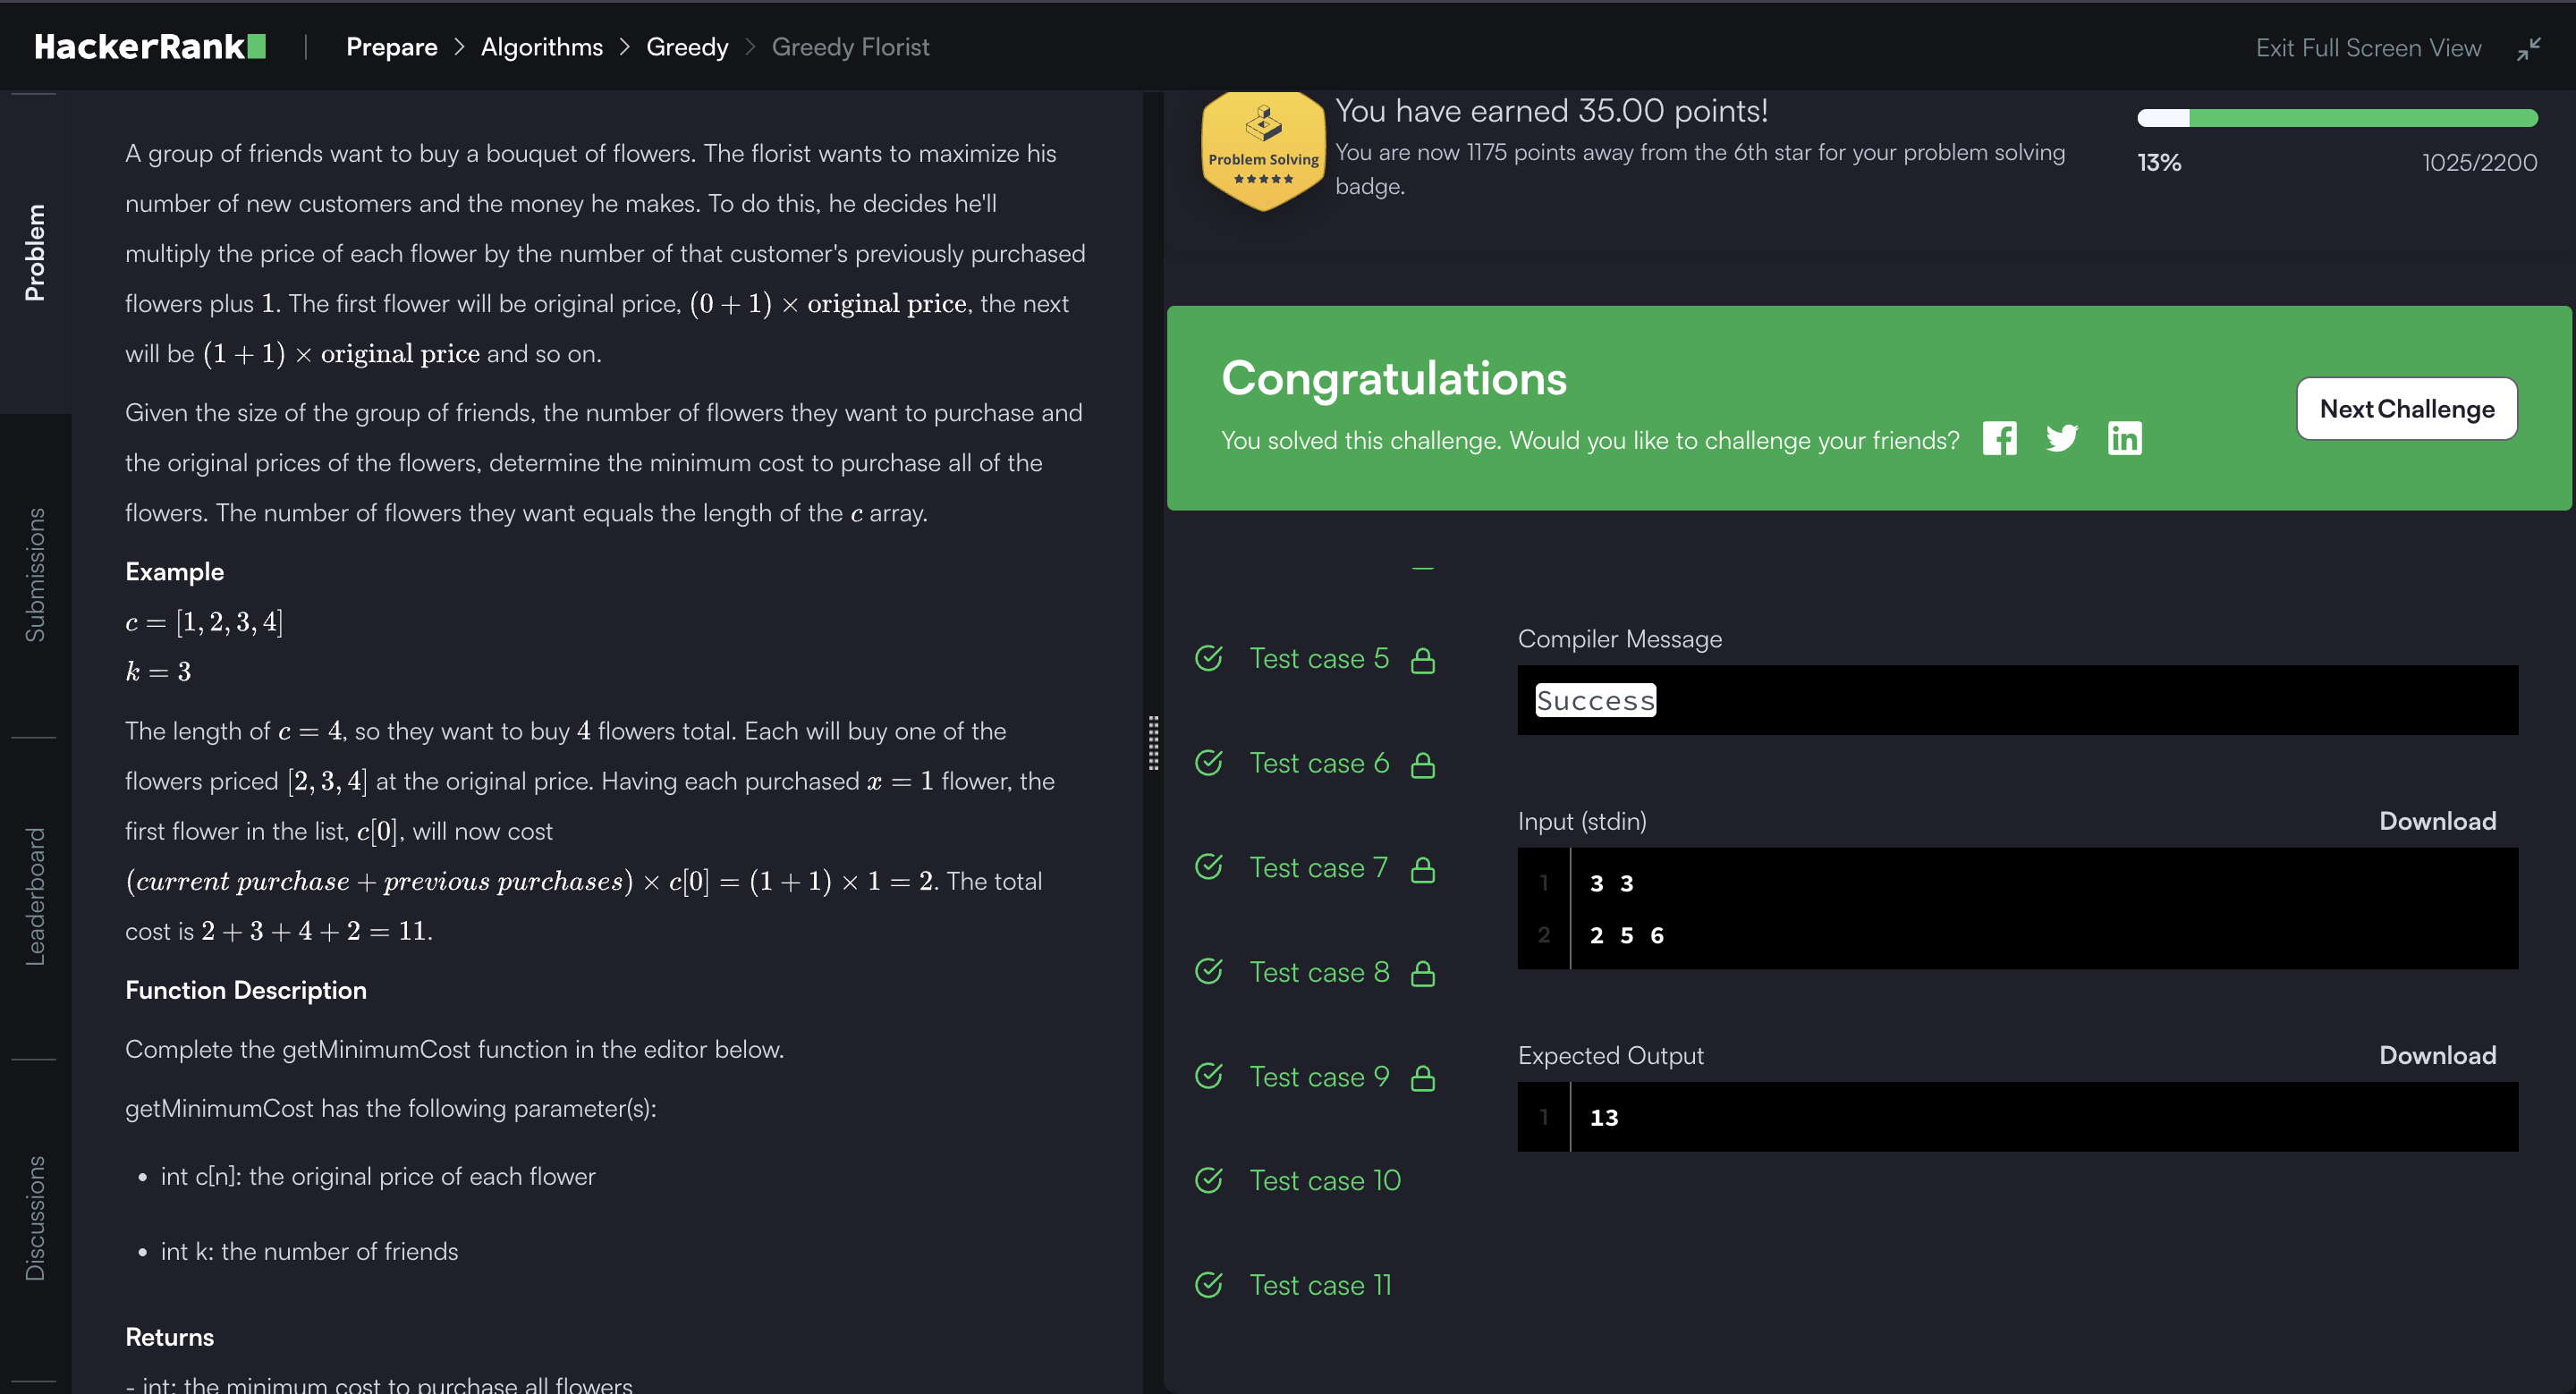 HackerRank | Prepare > Algorithms > Greedy > Greedy Florist
Exit Full Screen View
Problem
Submissions
Leaderboard
Discussions
A group of friends want to buy a bouquet of flowers. The florist wants to maximize his
number of new customers and the money he makes. To do this, he decides he'll
multiply the price of each flower by the number of that customer's previously purchased
flowers plus 1. The first flower will be original price, (0 + 1) × original price, the next
will be (1 + 1) × original price and so on.
Given the size of the group of friends, the number of flowers they want to purchase and
the original prices of the flowers, determine the minimum cost to purchase all of the
flowers. The number of flowers they want equals the length of the c array.
Example
c = [1, 2, 3, 4]
k = 3
The length of c = 4, so they want to buy 4 flowers total. Each will buy one of the
flowers priced [2, 3, 4] at the original price. Having each purchased x = 1 flower, the
first flower in the list, c[0], will now cost
(current purchase + previous purchases) × c[0] = (1 + 1) × 1 = 2. The total
cost is 2 + 3 + 4 + 2 = 11.
Function Description
Complete the getMinimumCost function in the editor below.
getMinimumCost has the following parameter(s):
• int c[n]: the original price of each flower
• int k: the number of friends
Returns
- int: the minimum cost to purchase all flowers
Problem Solving
★★★★★
You have earned 35.00 points!
You are now 1175 points away from the 6th star for your problem solving
badge.
13%
1025/2200
Congratulations
You solved this challenge. Would you like to challenge your friends?
Next Challenge
Test case 5
Test case 6
Test case 7
Test case 8
Test case 9
Test case 10
Test case 11
Compiler Message
Success
Input (stdin)
Download
1 3 3
2 2 5 6
Expected Output
Download
1 13